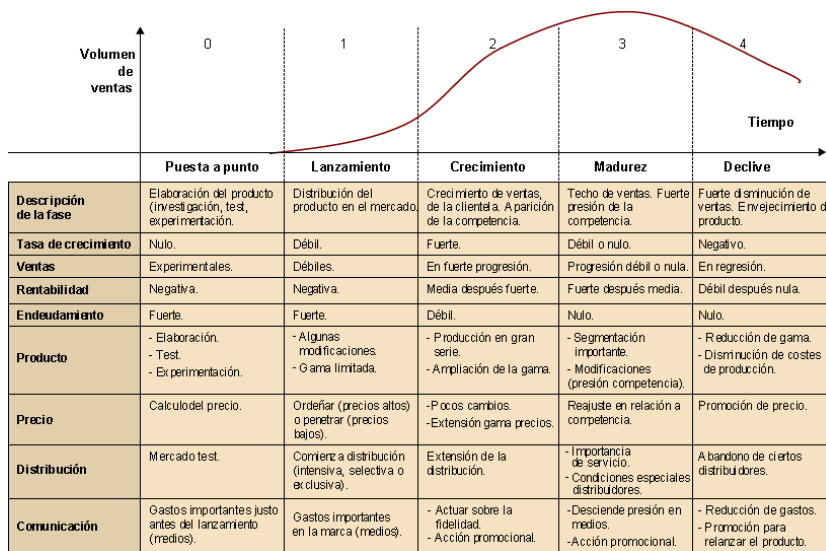 Volumen
de
ventas
0
1
2
3
4
Tiempo
Puesta a punto
Lanzamiento
Crecimiento
Madurez
Declive
Descripción
de la fase
Elaboración del producto
(investigación, test,
experimentación.
Distribución del
producto en el mercado.
Crecimiento de ventas,
de la clientela. Aparición
de la competencia.
Techo de ventas. Fuerte
presión de la
competencia.
Fuerte disminución de
ventas. Envejecimiento d
producto.
Tasa de crecimiento
Nulo.
Débil.
Fuerte.
Débil o nulo.
Negativo.
Ventas
Experimentales.
Débiles.
En fuerte progresión.
Progresión débil o nula.
En regresión.
Rentabilidad
Negativa.
Negativa.
Media después fuerte.
Fuerte después media.
Débil después nula.
Endeudamiento
Fuerte.
Fuerte.
Débil.
Nulo.
Nulo.
Producto
- Elaboración.
- Test.
- Experimentación.
- Algunas
modificaciones.
- Gama limitada.
- Producción en gran
serie.
- Ampliación de la gama.
- Segmentación
importante.
- Modificaciones
(presión competencia).
- Reducción de gama.
- Disminución de costes
de producción.
Precio
Calculodel precio.
Ordeñar (precios altos)
o penetrar (precios
bajos).
-Pocos cambios.
-Extensión gama precios.
Reajuste en relación a
competencia.
Promoción de precio.
Distribución
Mercado test.
Comienza distribución
(intensiva, selectiva o
exclusiva).
Extensión de la
distribución.
- Importancia
de servicio.
- Condiciones especiales
distribuidores.
Abandono de ciertos
distribuidores.
Comunicación
Gastos importantes justo
antes del lanzamiento
(medios).
Gastos importantes
en la marca (medios).
- Actuar sobre la
fidelidad.
- Acción promocional.
-Desciende presión en
medios.
-Acción promocional.
- Reducción de gastos.
- Promoción para
relanzar el producto.